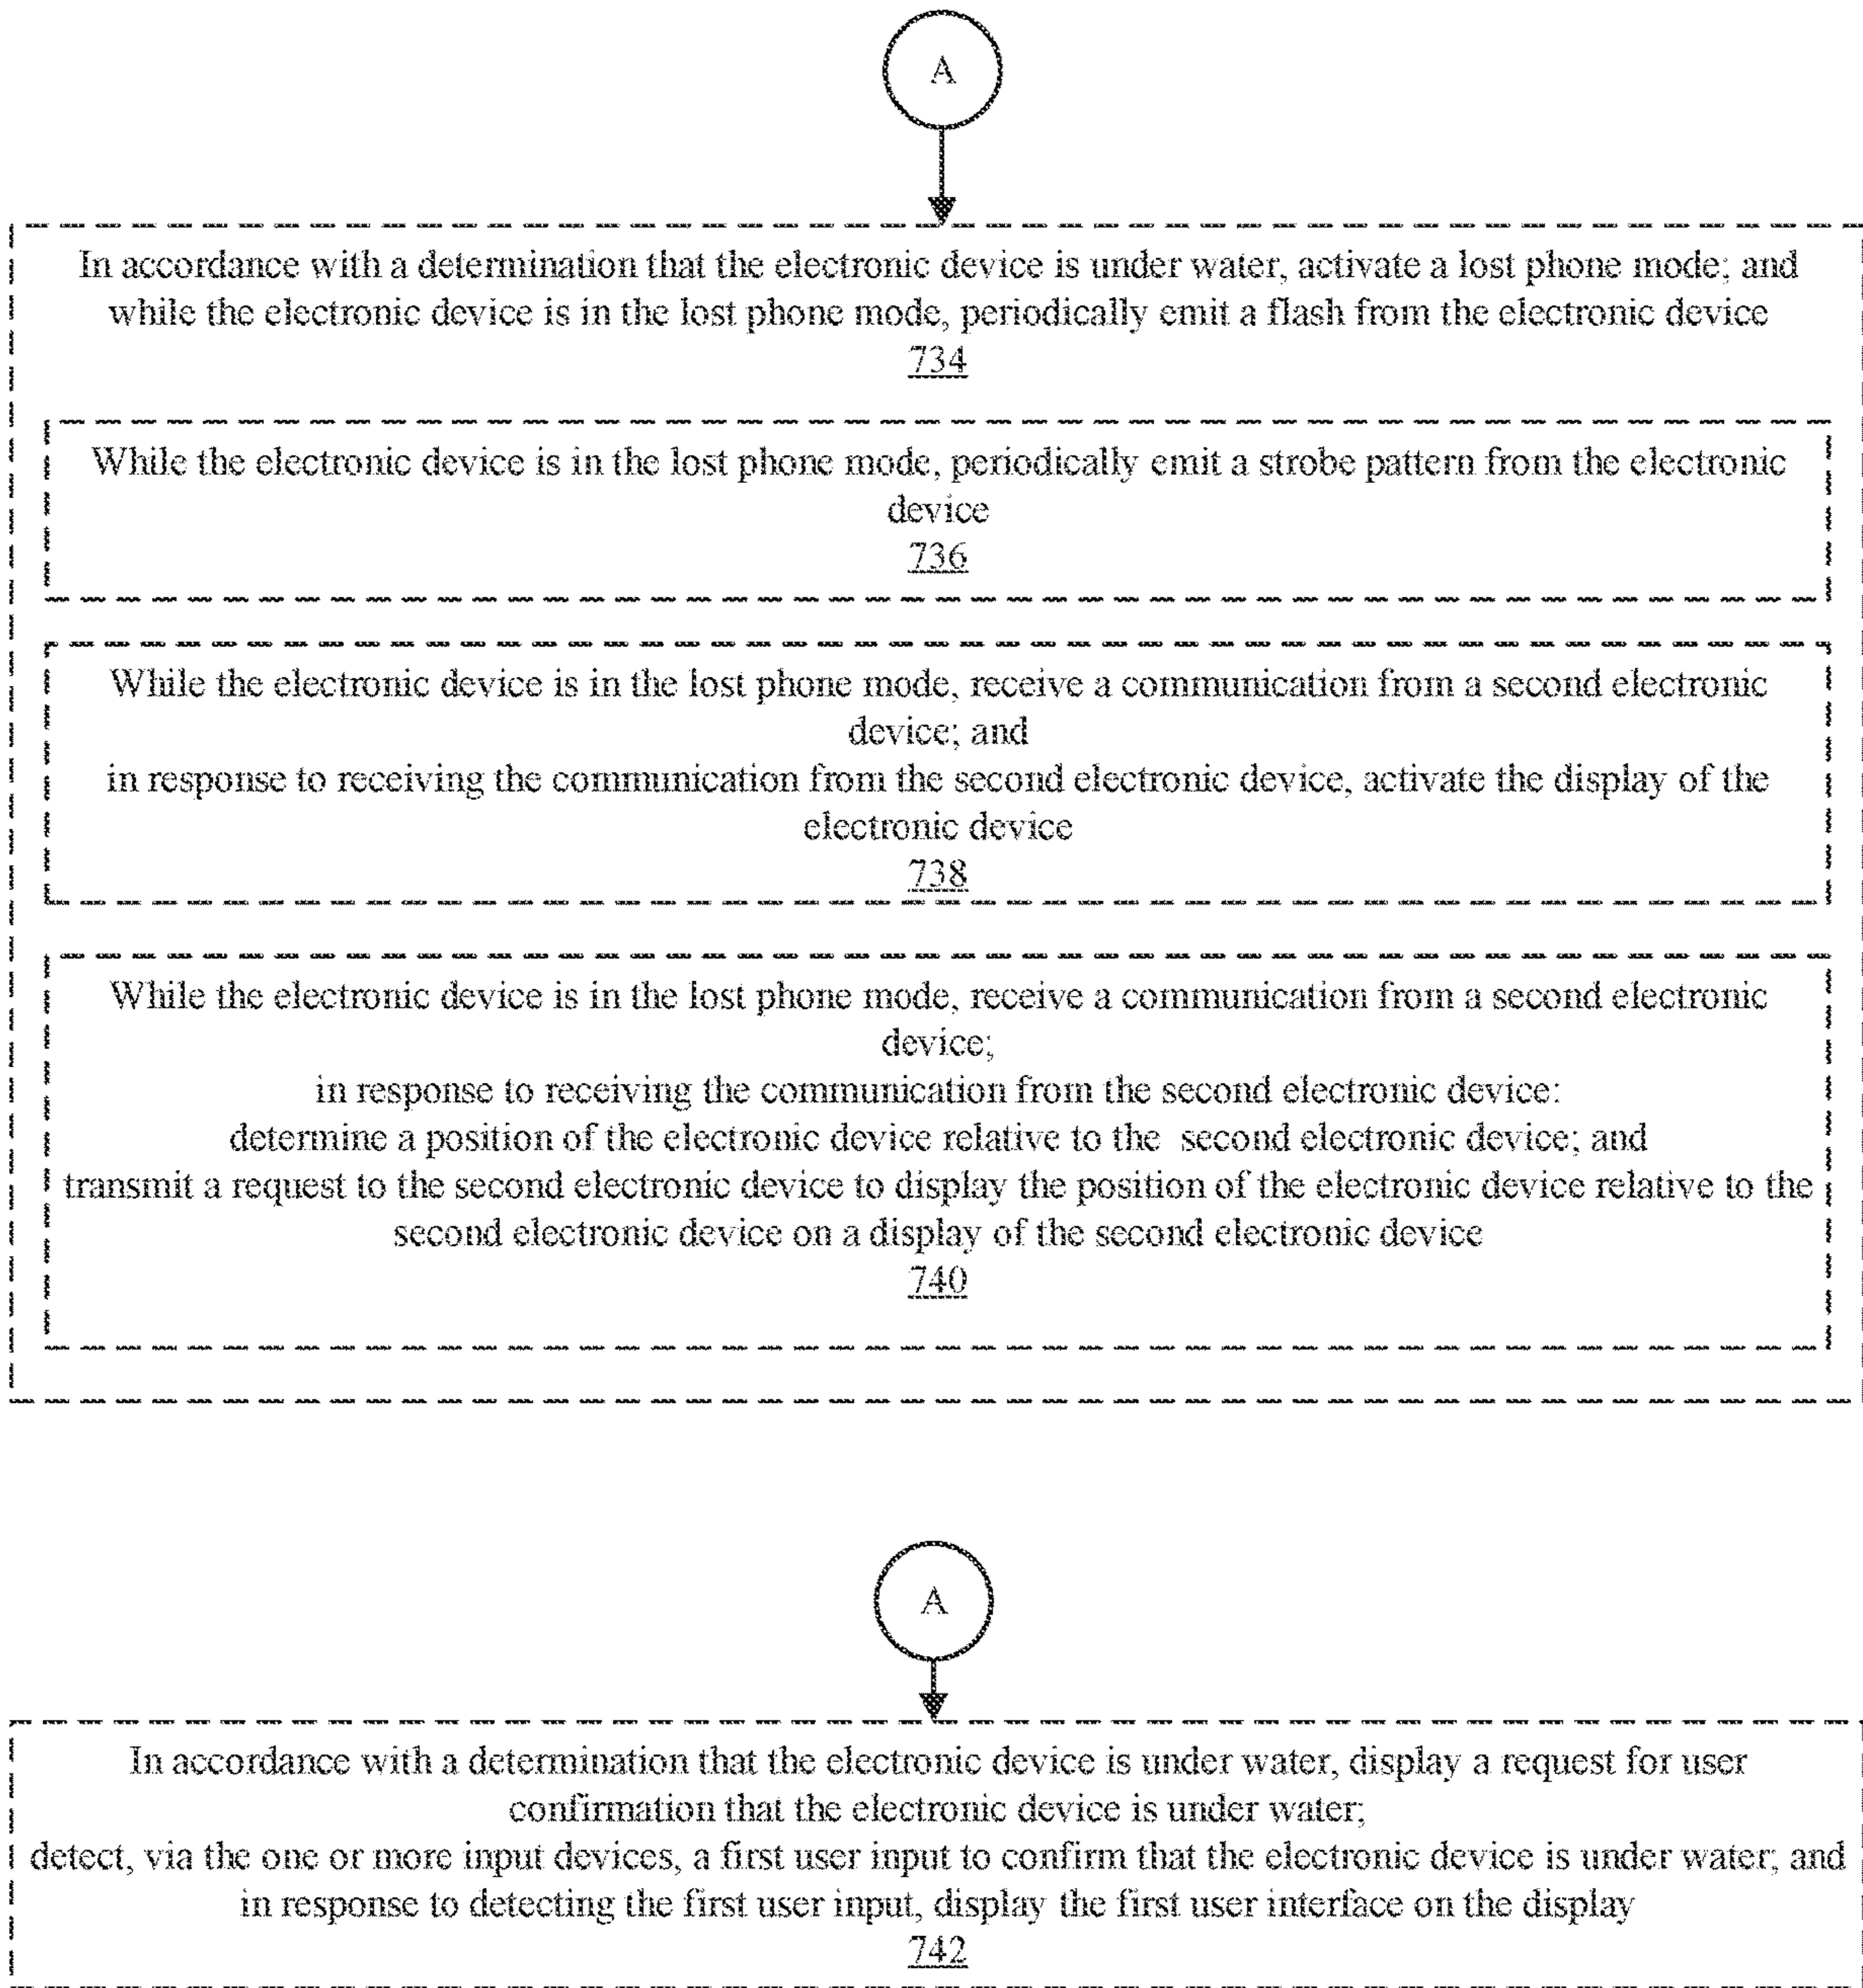 A
In accordance with a determination that the electronic device is under water, activate a lost phone mode; and
while the electronic device is in the lost phone mode, periodically emit a flash from the electronic device
734
While the electronic device is in the lost phone mode, periodically emit a strobe pattern from the electronic
device
736
While the electronic device is in the lost phone mode, receive a communication from a second electronic
device; and
in response to receiving the communication from the second electronic device, activate the display of the
electronic device
738
While the electronic device is in the lost phone mode, receive a communication from a second electronic
device;
in response to receiving the communication from the second electronic device:
determine a position of the electronic device relative to the second electronic device; and
transmit a request to the second electronic device to display the position of the electronic device relative to the
second electronic device on a display of the second electronic device
740
A
In accordance with a determination that the electronic device is under water, display a request for user
confirmation that the electronic device is under water;
detect, via the one or more input devices, a first user input to confirm that the electronic device is under water; and
in response to detecting the first user input, display the first user interface on the display
742